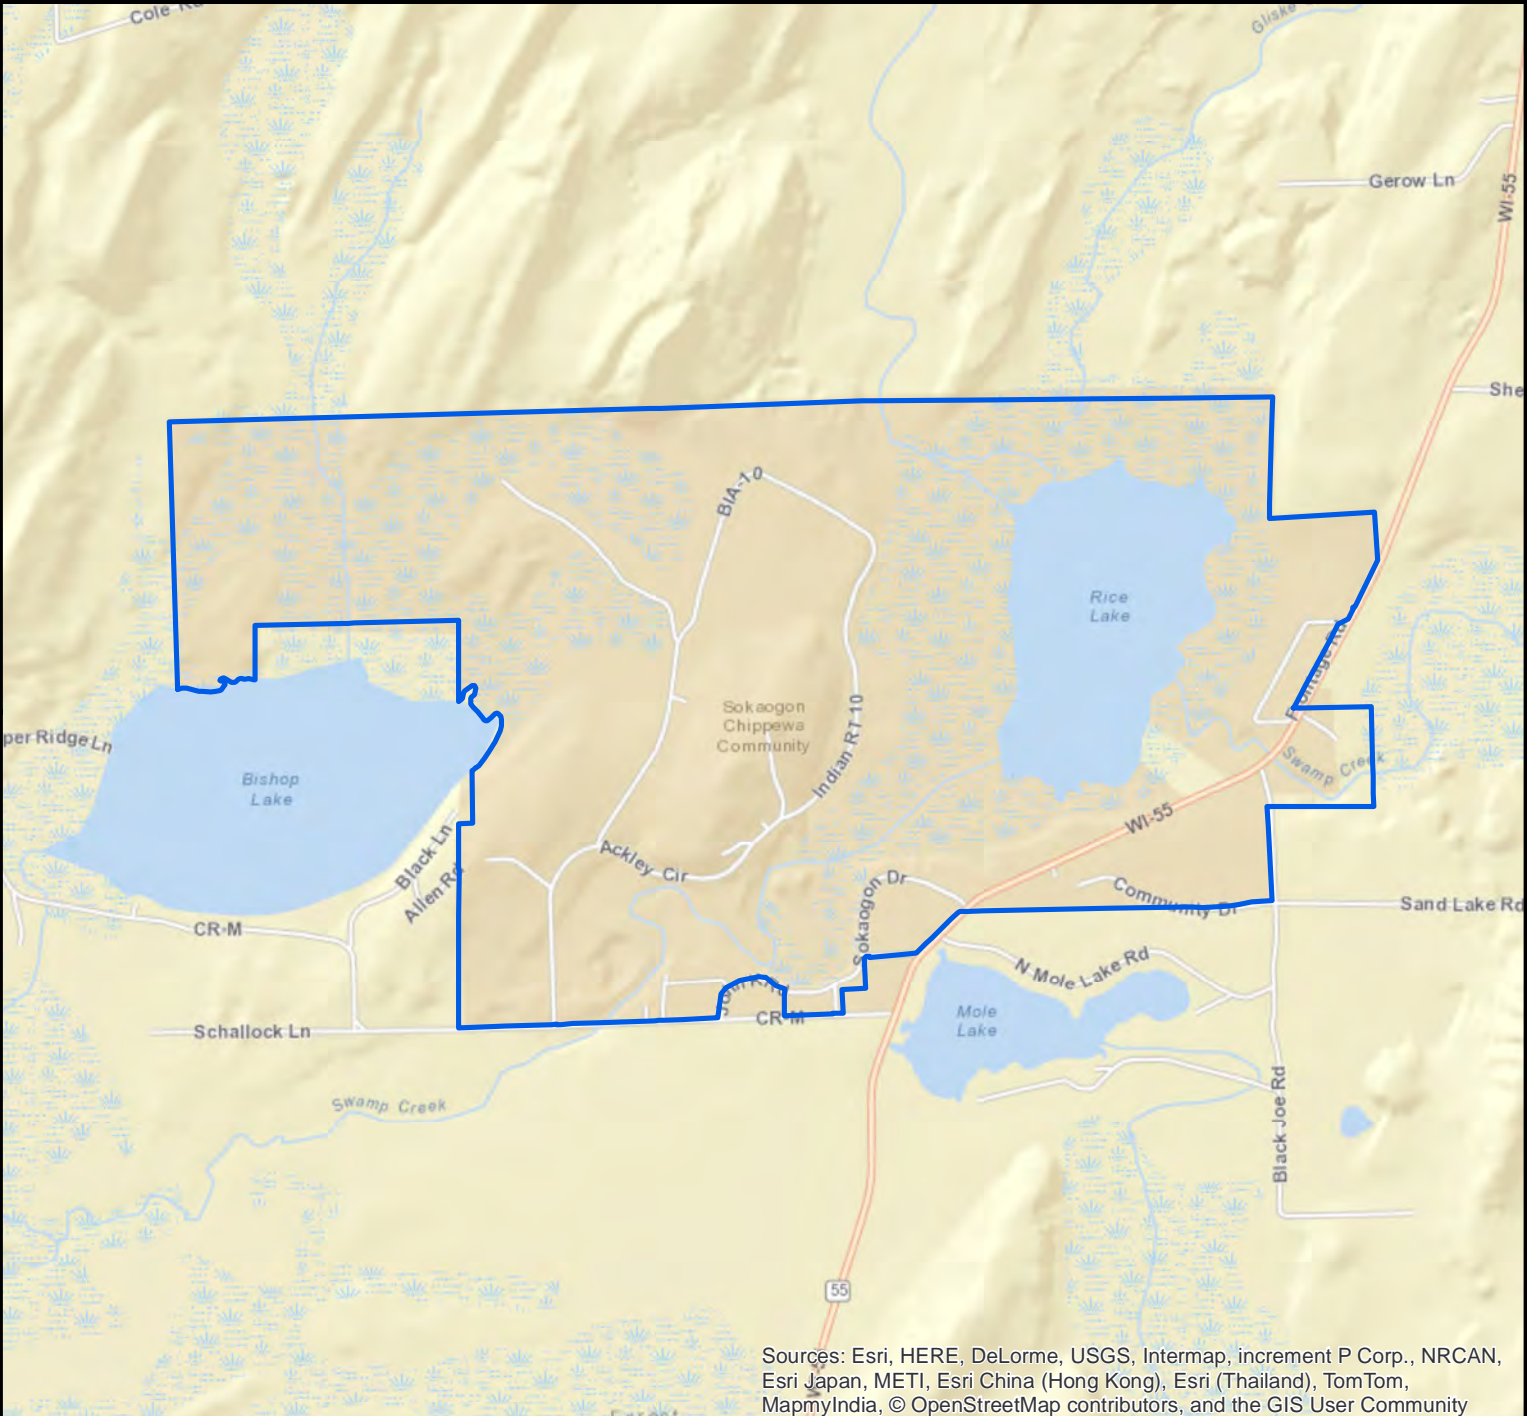 Cole Rd
Gliske
Gerow Ln
WI-55
She
BIA-10
Rice
Lake
Fromage Rd
Sokaogon
Chippewa
Community
Indian RT 10
per Ridge Ln
Bishop
Lake
Swamp Creek
WI-55
Black Ln
Allen Rd
Ackley Cir
Sokaogon Dr
Community Dr
Sand Lake Rd
CR-M
N Mole Lake Rd
CR-M
Mole
Lake
Schallock Ln
Swamp Creek
Black Joe Rd
55
Sources: Esri, HERE, DeLorme, USGS, Intermap, increment P Corp., NRCAN,
Esri Japan, METI, Esri China (Hong Kong), Esri (Thailand), TomTom,
MapmyIndia, © OpenStreetMap contributors, and the GIS User Community